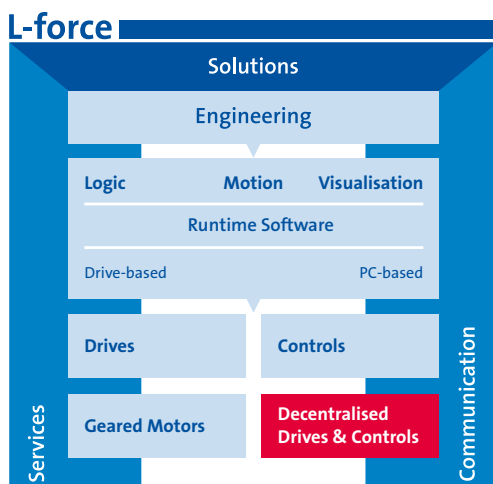 L-force
Solutions
Engineering
Logic Motion Visualisation
Runtime Software
Drive-based PC-based
Drives Controls
Geared Motors
Decentralised
Drives & Controls
Services
Communication